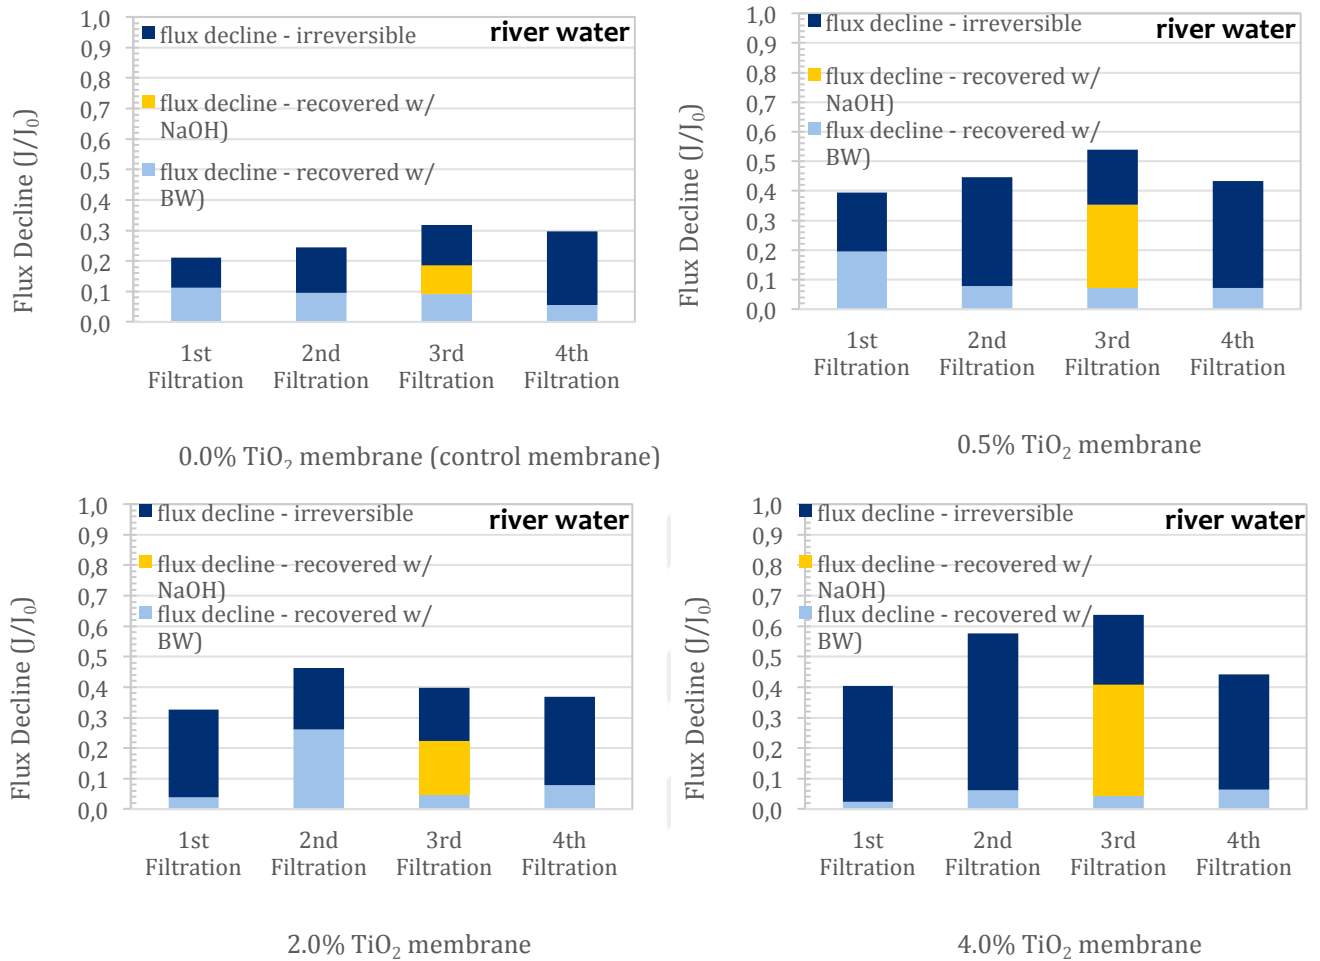 1,0
0,9
0,8
0,7
0,6
0,5
0,4
0,3
0,2
0,1
0,0
Flux Decline (J/J₀)
flux decline - irreversible
river water
flux decline - recovered w/
NaOH)
flux decline - recovered w/
BW)
1st
Filtration
2nd
Filtration
3rd
Filtration
4th
Filtration
0.0% TiO₂ membrane (control membrane)
1,0
0,9
0,8
0,7
0,6
0,5
0,4
0,3
0,2
0,1
0,0
Flux Decline (J/J₀)
flux decline - irreversible
river water
flux decline - recovered w/
NaOH)
flux decline - recovered w/
BW)
1st
Filtration
2nd
Filtration
3rd
Filtration
4th
Filtration
0.5% TiO₂ membrane
1,0
0,9
0,8
0,7
0,6
0,5
0,4
0,3
0,2
0,1
0,0
Flux Decline (J/J₀)
flux decline - irreversible
river water
flux decline - recovered w/
NaOH)
flux decline - recovered w/
BW)
1st
Filtration
2nd
Filtration
3rd
Filtration
4th
Filtration
2.0% TiO₂ membrane
1,0
0,9
0,8
0,7
0,6
0,5
0,4
0,3
0,2
0,1
0,0
Flux Decline (J/J₀)
flux decline - irreversible
river water
flux decline - recovered w/
NaOH)
flux decline - recovered w/
BW)
1st
Filtration
2nd
Filtration
3rd
Filtration
4th
Filtration
4.0% TiO₂ membrane